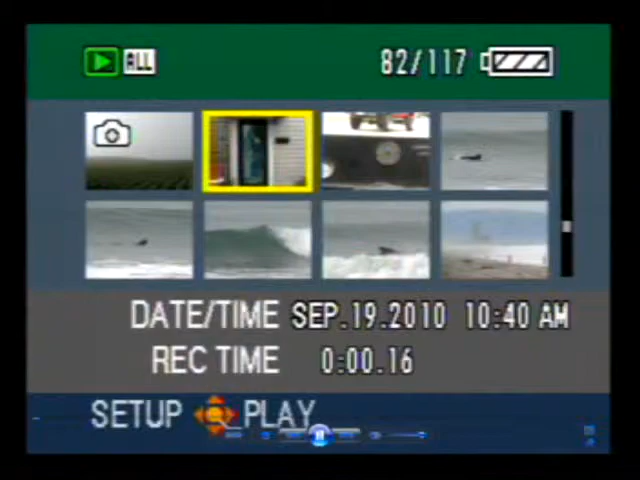 ALL 82/117
DATE/TIME SEP.19.2010 10:40 AM
REC TIME 0:00.16
SETUP PLAY